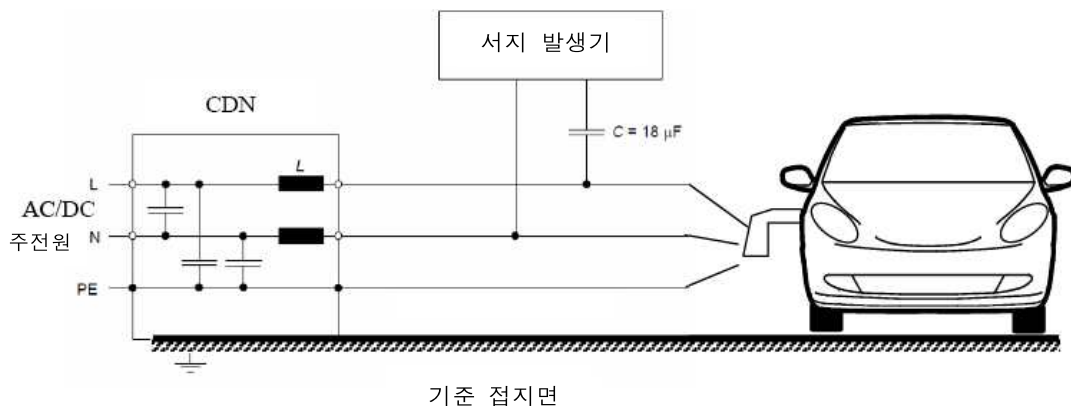 서지 발생기
CDN
C = 18 μF
L
L
AC/DC
주전원 N
PE
기준 접지면